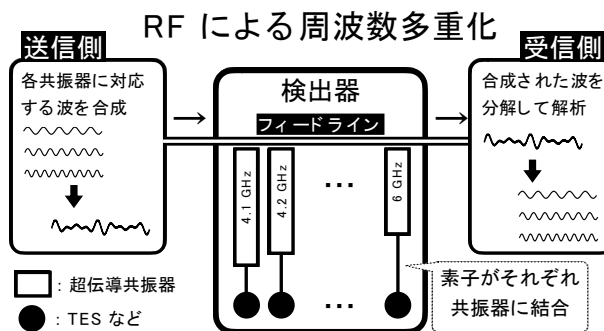 RF による周波数多重化
送信側
各共振器に対応
する波を合成
検出器
フィードライン
4.1 GHz
4.2 GHz
...
6 GHz
...
受信側
合成された波を
分解して解析
素子がそれぞれ
共振器に結合
: 超伝導共振器
: TES など